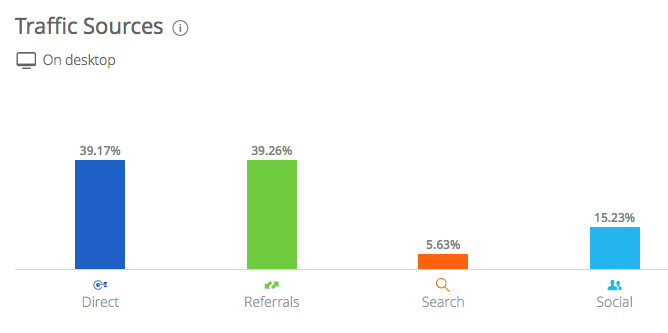 Traffic Sources
On desktop
39.17%
39.26%
5.63%
15.23%
Direct
Referrals
Search
Social